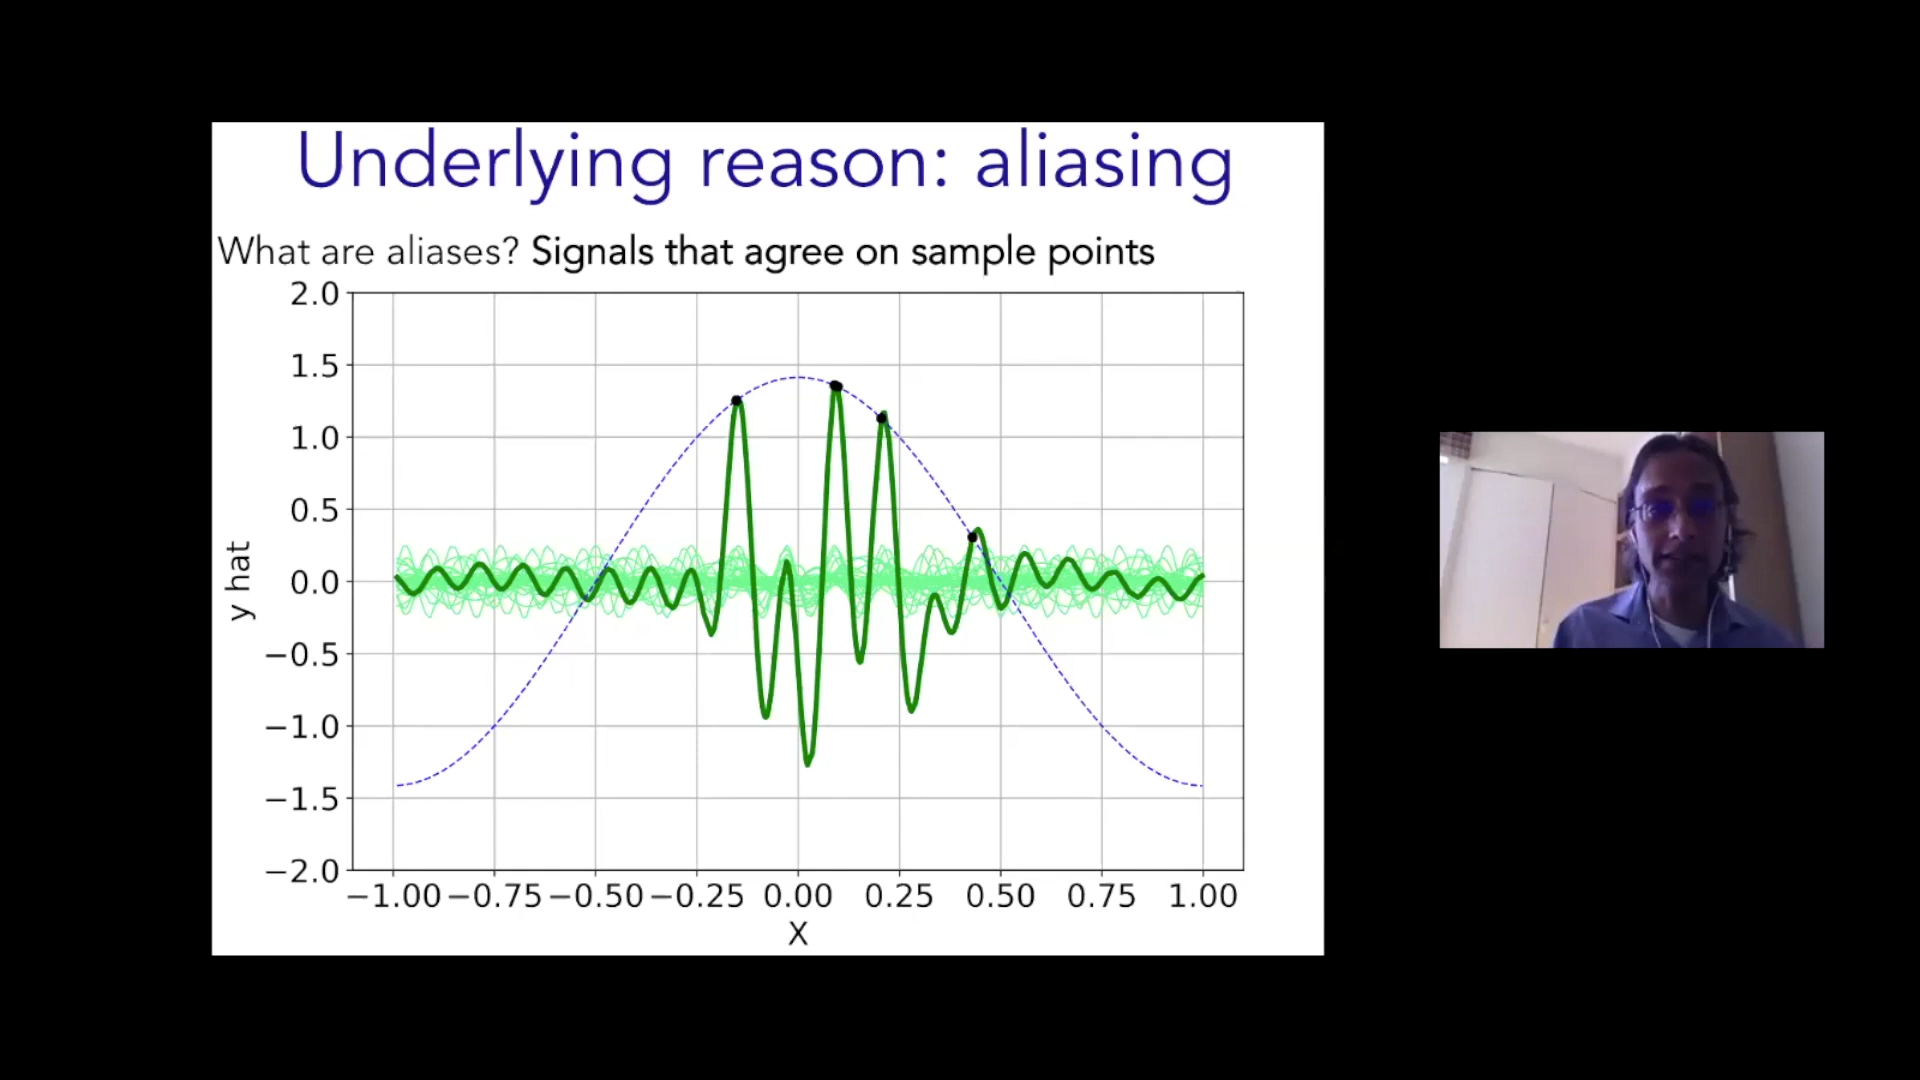 Underlying reason: aliasing
What are aliases? Signals that agree on sample points
2.0
1.5
1.0
0.5
0.0
−0.5
−1.0
−1.5
−2.0
y hat
−1.00 −0.75 −0.50 −0.25 0.00 0.25 0.50 0.75 1.00
X